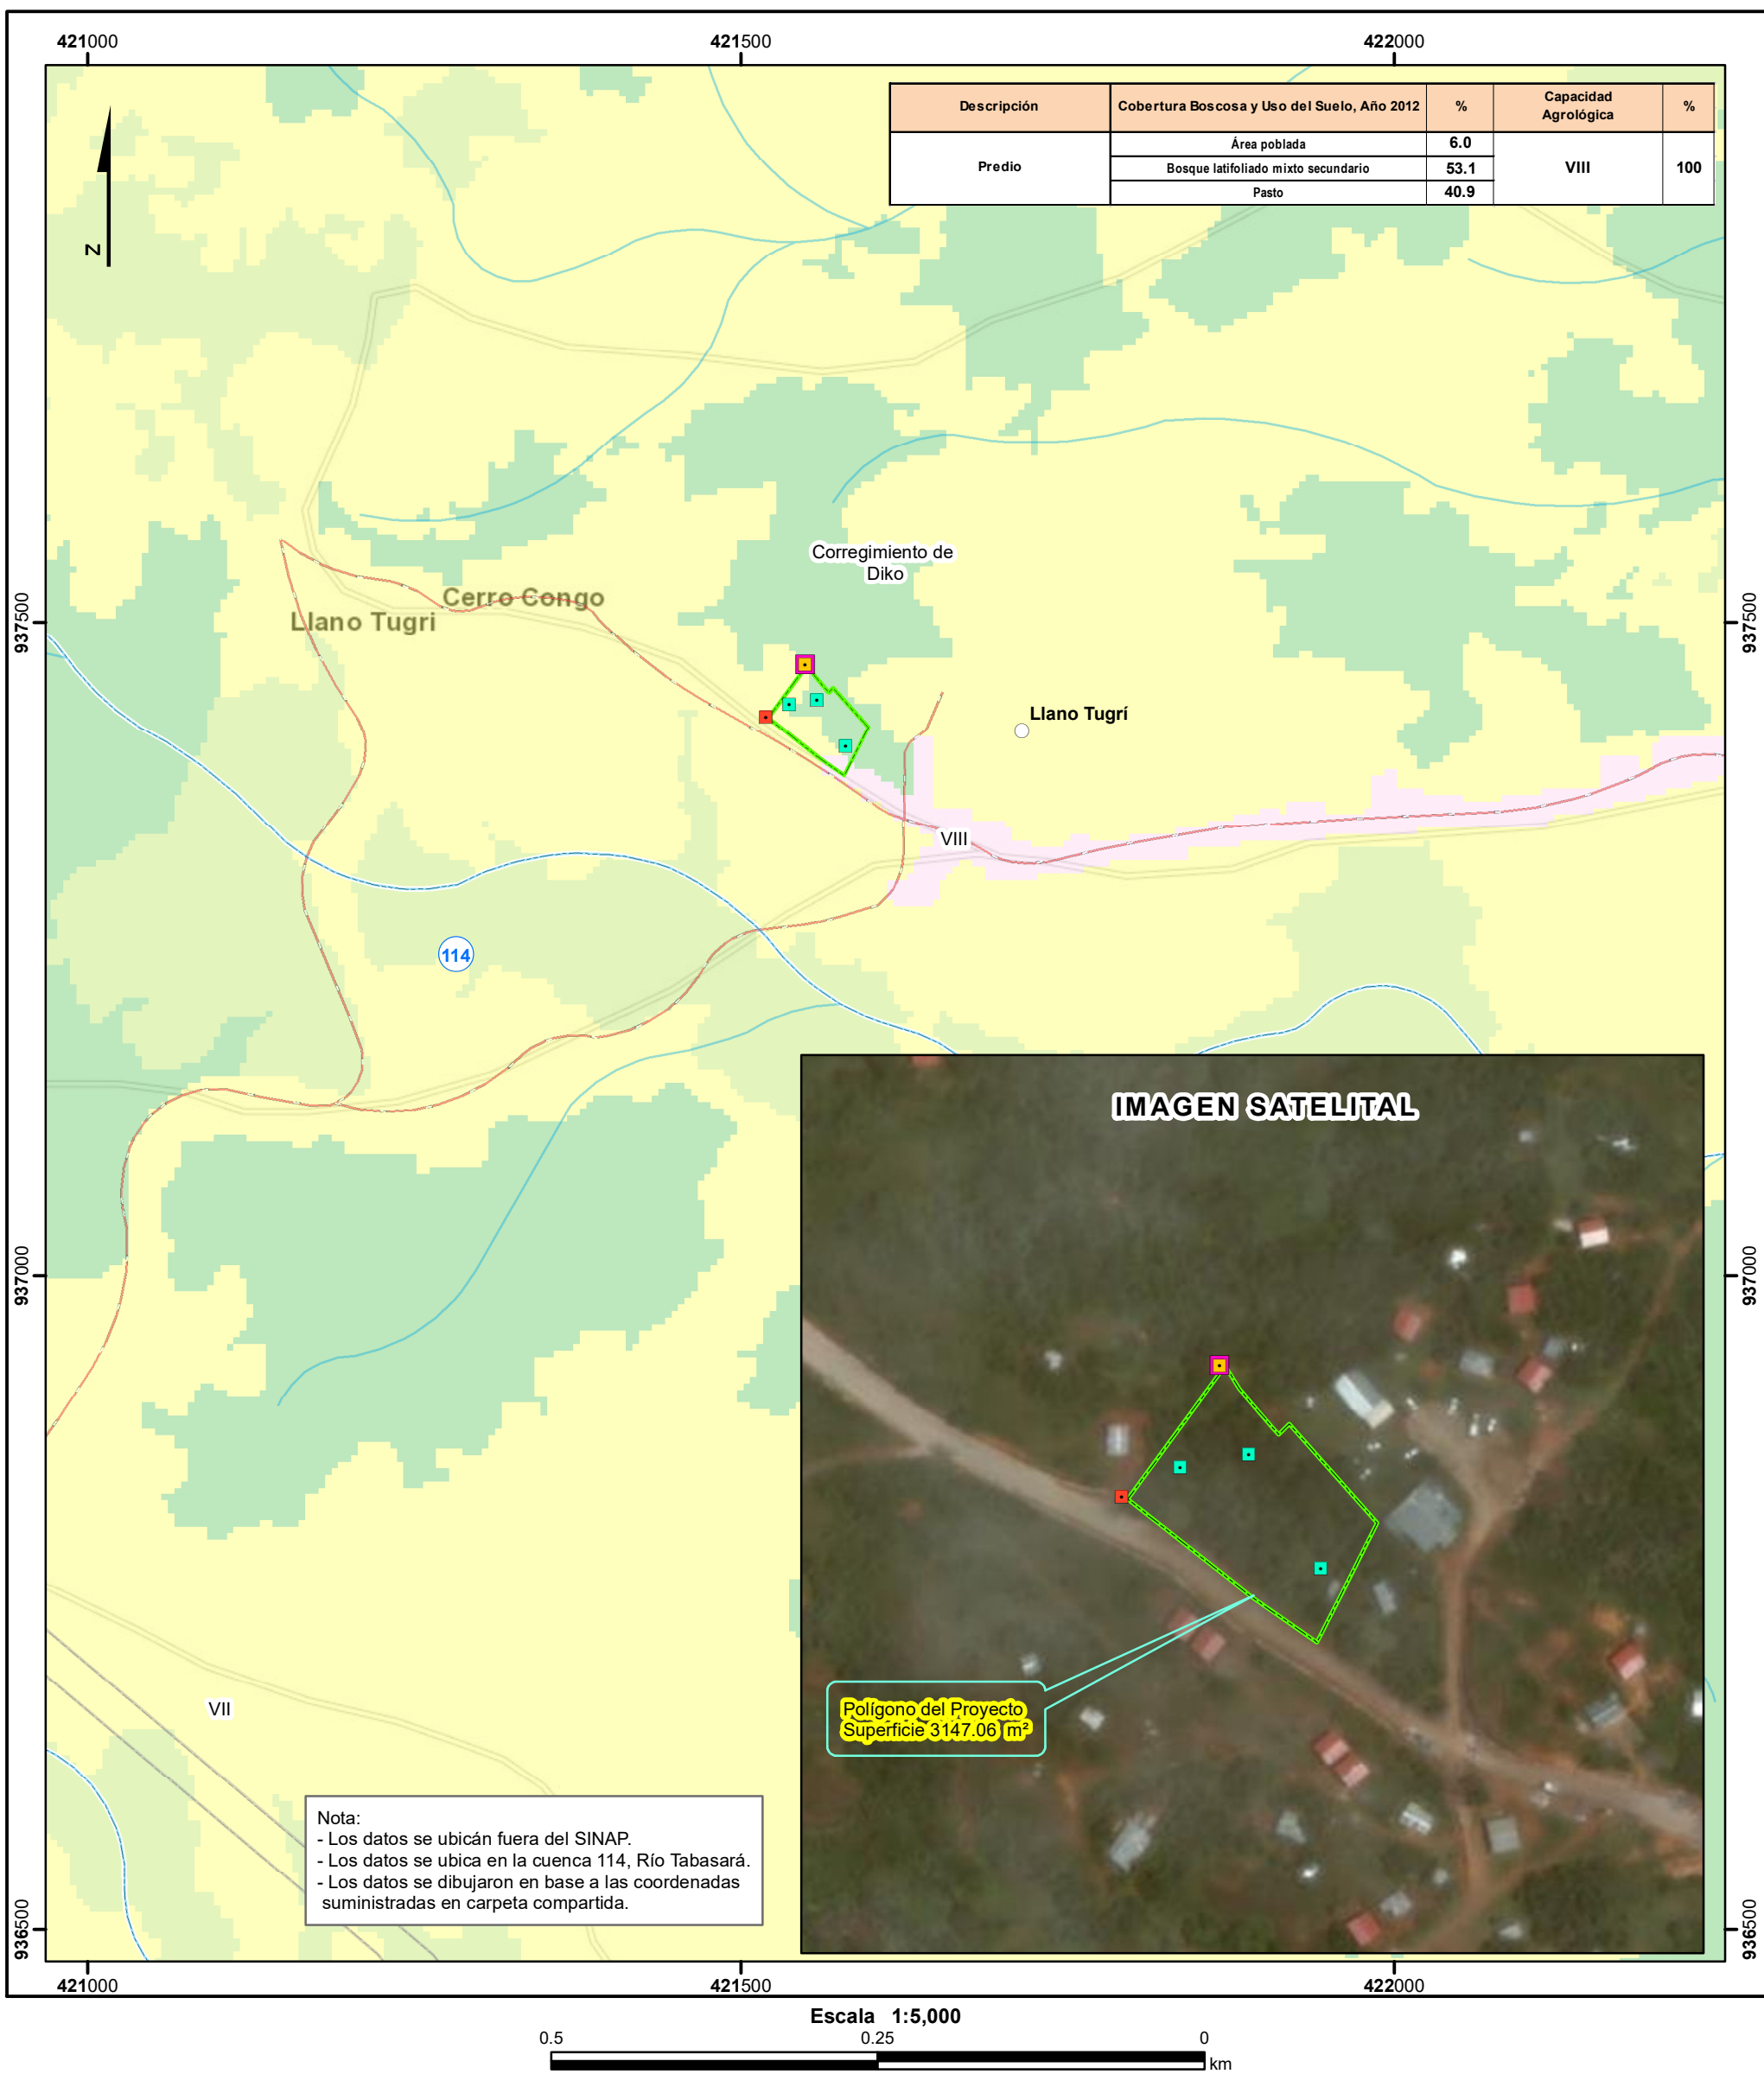 421000 421500 422000
Descripción Cobertura Boscosa y Uso del Suelo, Año 2012 % Capacidad Agrológica %
Predio
Área poblada 6.0
Bosque latifoliado mixto secundario 53.1
Pasto 40.9
VIII 100
N
Corregimiento de
Diko
Cerro Congo
Llano Tugri
937500 937500
Llano Tugrí
VIII
114
IMAGEN SATELITAL
937000 937000
Polígono del Proyecto
Superficie 3147.06 m²
VII
Nota:
- Los datos se ubicán fuera del SINAP.
- Los datos se ubica en la cuenca 114, Río Tabasará.
- Los datos se dibujaron en base a las coordenadas
suministradas en carpeta compartida.
936500 936500
421000 421500 422000
Escala 1:5,000
0.5 0.25 0
km